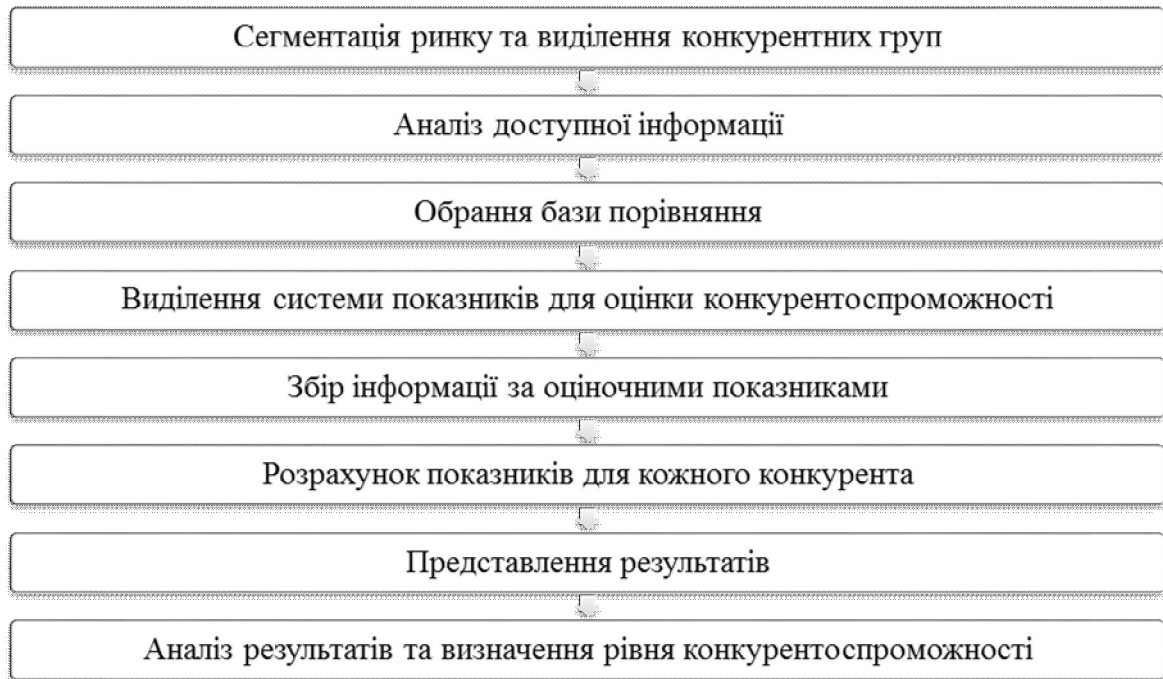 Сегментація ринку та виділення конкурентних груп
Аналіз доступної інформації
Обрання бази порівняння
Виділення системи показників для оцінки конкурентоспроможності
Збір інформації за оціночними показниками
Розрахунок показників для кожного конкурента
Представлення результатів
Аналіз результатів та визначення рівня конкурентоспроможності